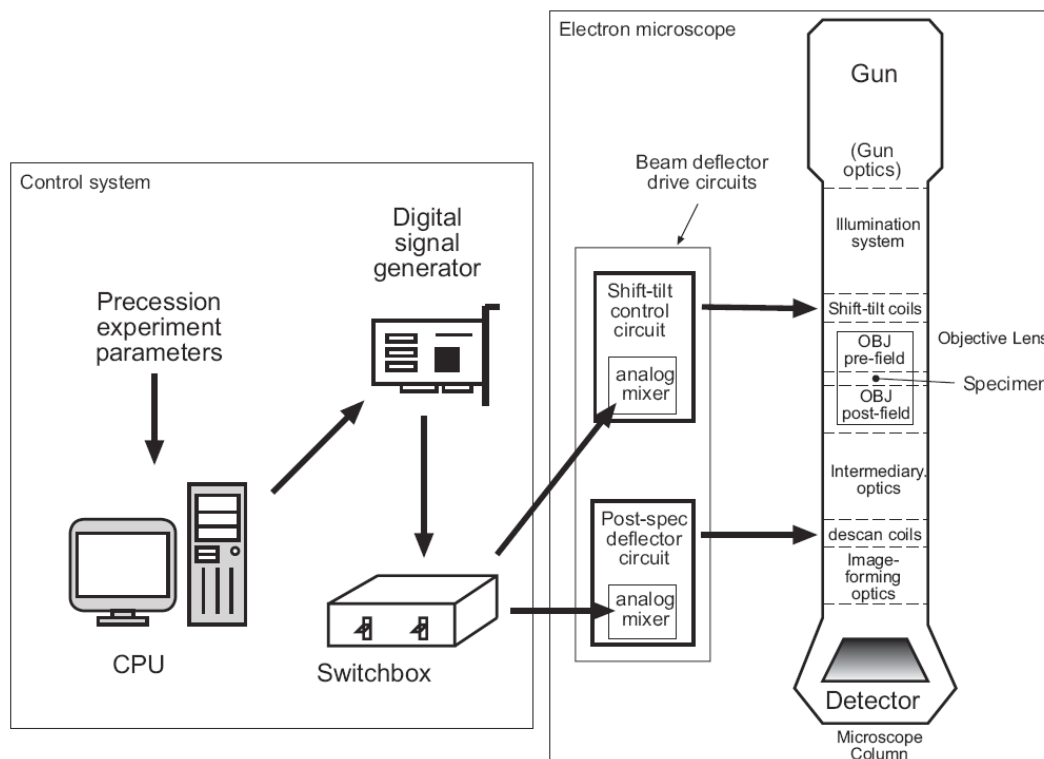 Electron microscope
Gun
(Gun
optics)
Control system
Beam deflector
drive circuits
Digital
signal
generator
Illumination
system
Precession
experiment
parameters
Shift-tilt
control
circuit
analog
mixer
Shift-tilt coils
OBJ
pre-field
Objective Lens
Specimen
OBJ
post-field
Intermediary.
optics
Post-spec
deflector
circuit
analog
mixer
descan coils
Image-
forming
optics
CPU
Switchbox
Detector
Microscope
Column